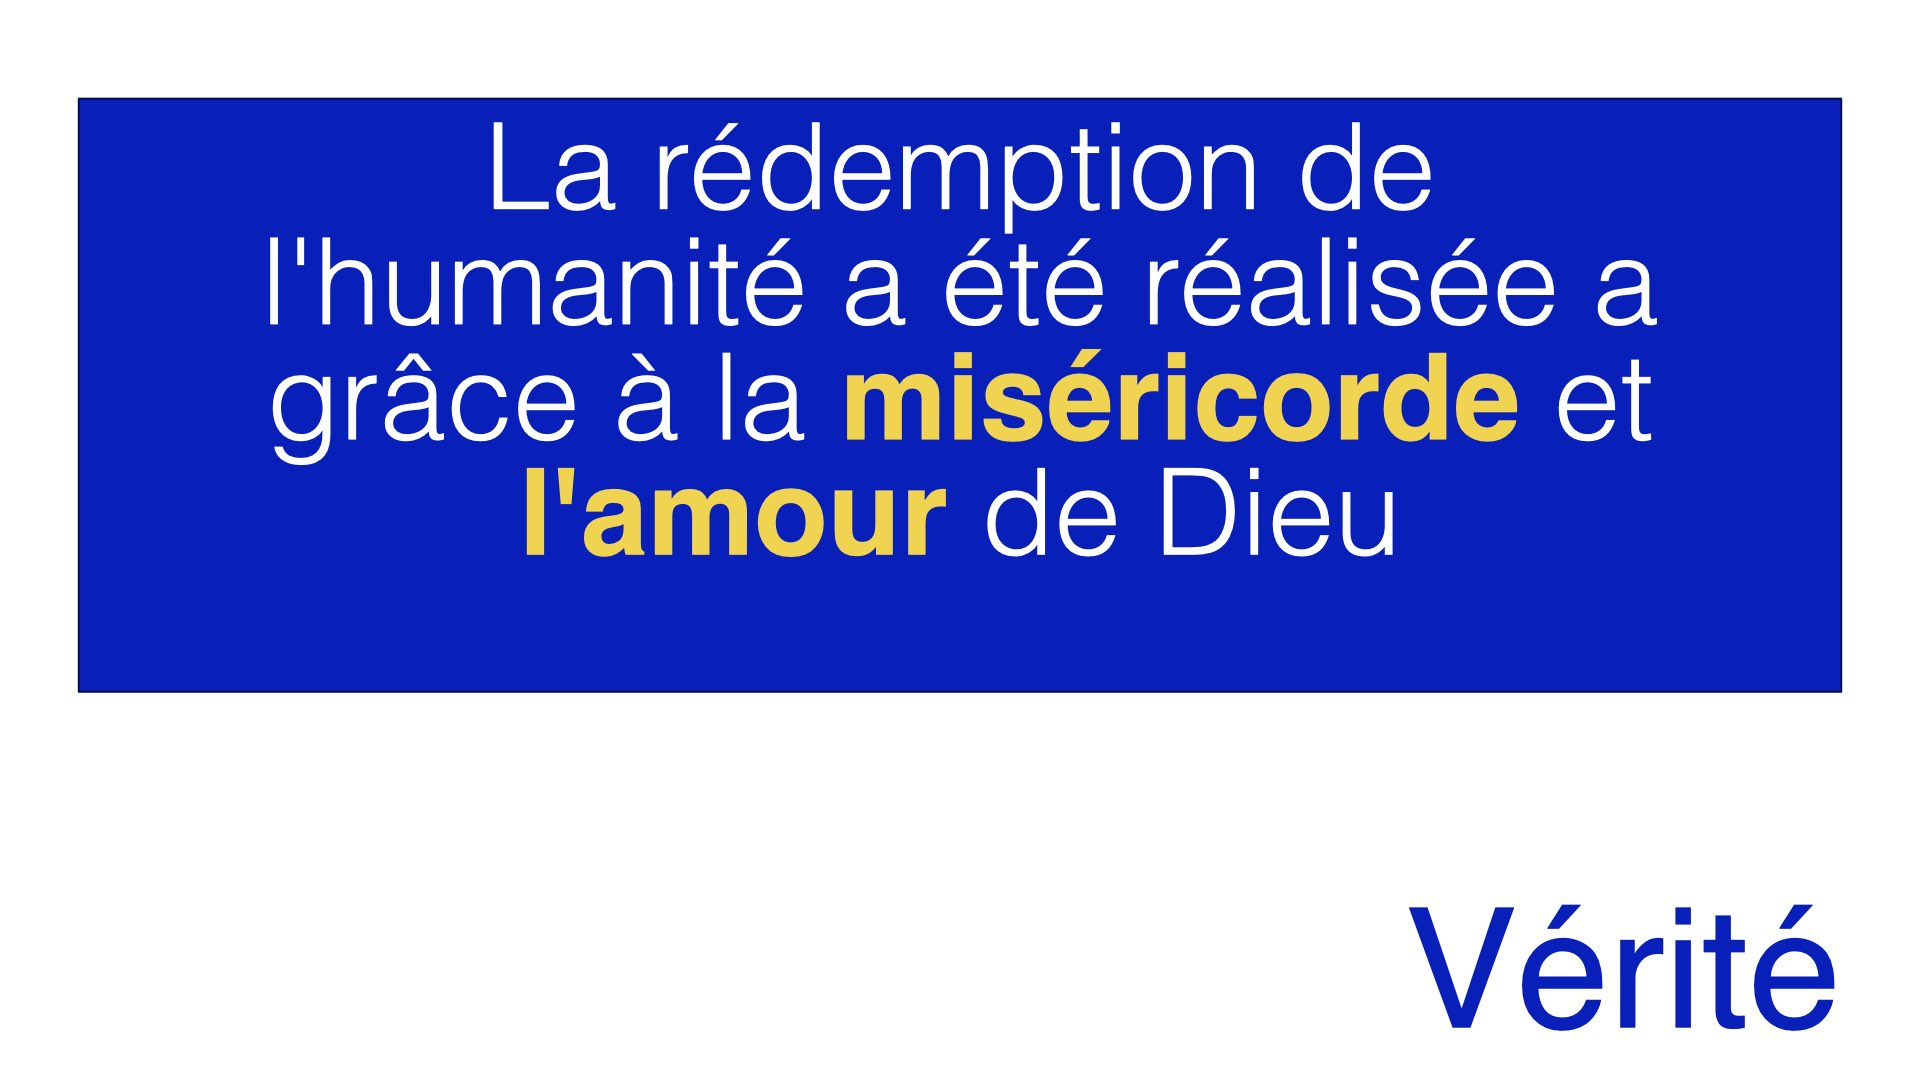 La rédemption de
l'humanité a été réalisée a
grâce à la miséricorde et
l'amour de Dieu
Vérité